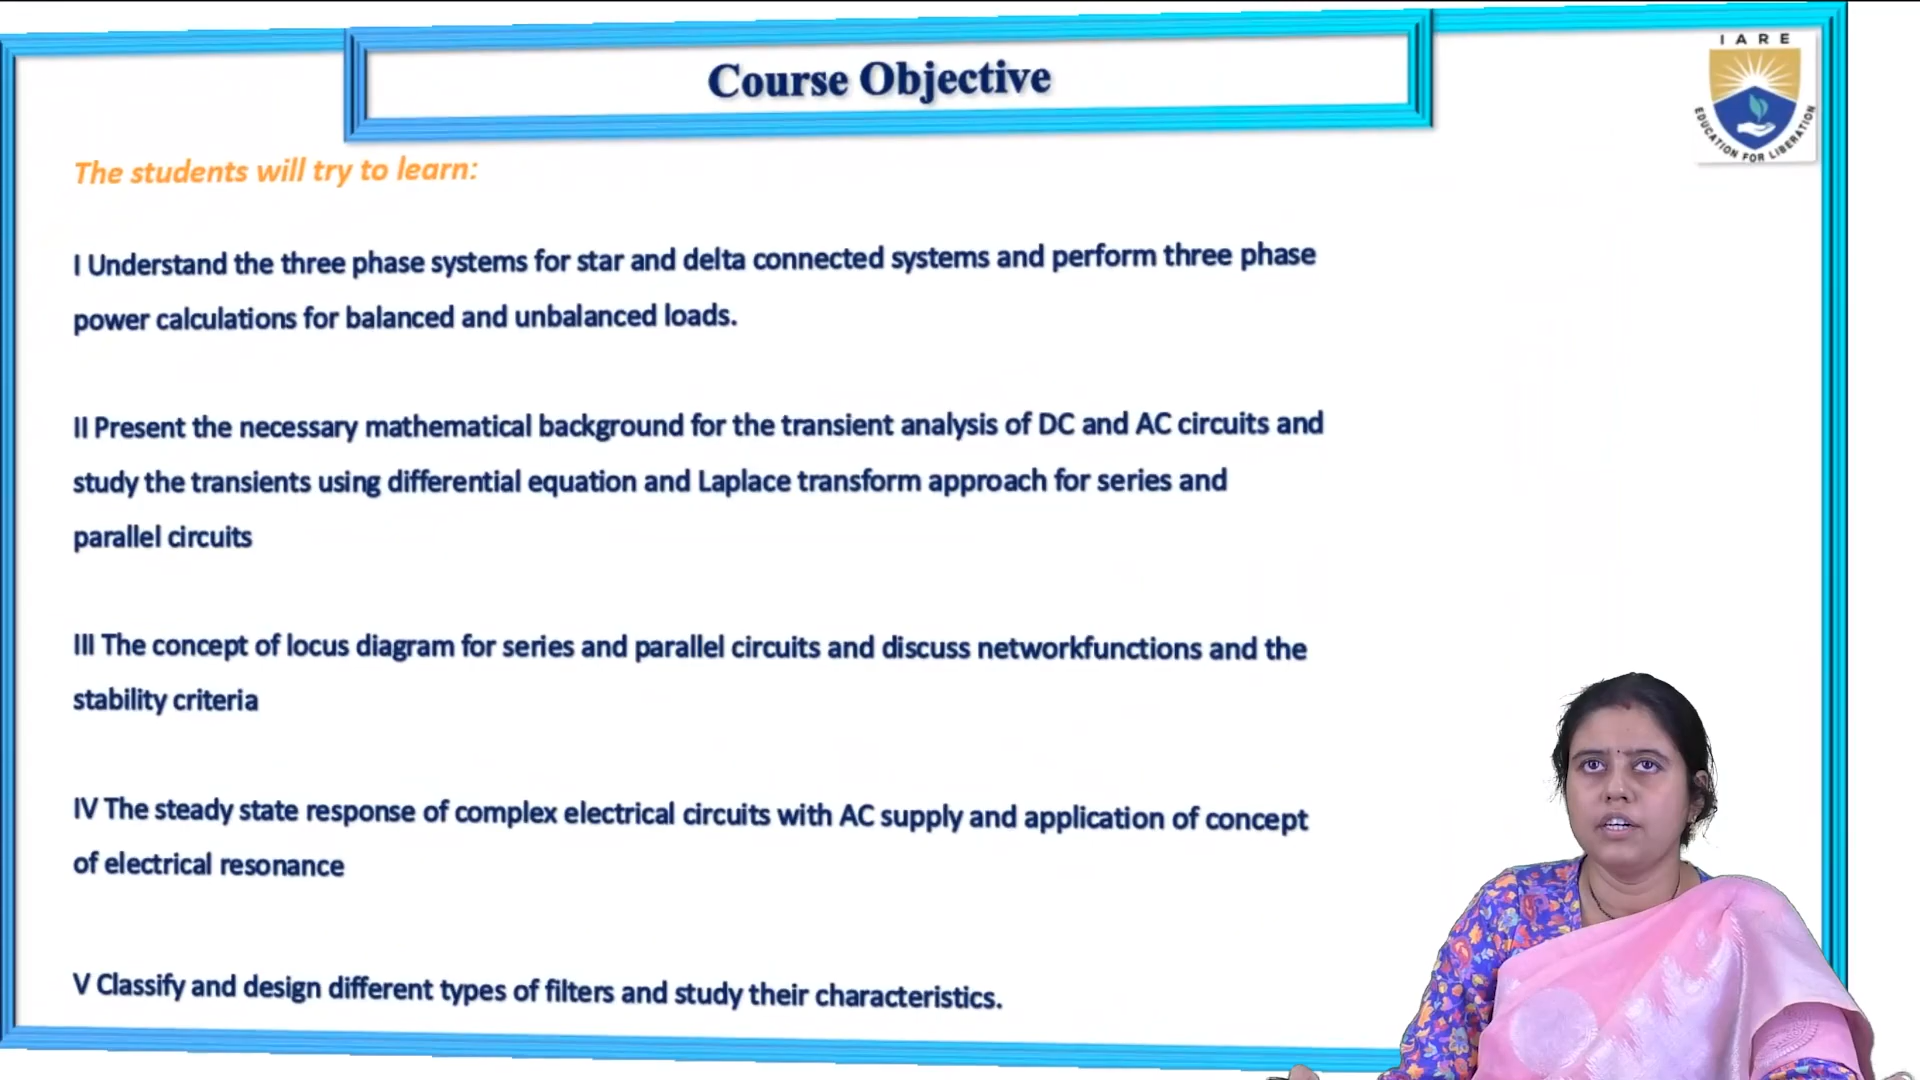 Course Objective
I A R E
EDUCATION FOR LIBERATION
The students will try to learn:
I Understand the three phase systems for star and delta connected systems and perform three phase
power calculations for balanced and unbalanced loads.
II Present the necessary mathematical background for the transient analysis of DC and AC circuits and
study the transients using differential equation and Laplace transform approach for series and
parallel circuits
III The concept of locus diagram for series and parallel circuits and discuss networkfunctions and the
stability criteria
IV The steady state response of complex electrical circuits with AC supply and application of concept
of electrical resonance
V Classify and design different types of filters and study their characteristics.